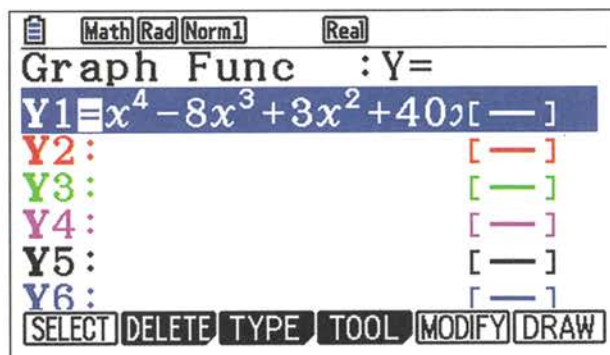 Math Rad Norm1 Real
Graph Func :Y=
Y1=x⁴−8x³+3x²+40x[—]
Y2: [—]
Y3: [—]
Y4: [—]
Y5: [—]
Y6: [—]
SELECT DELETE TYPE TOOL MODIFY DRAW